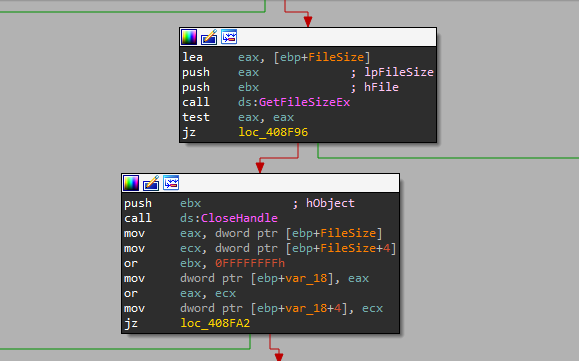 lea eax, [ebp+FileSize]
push eax ; lpFileSize
push ebx ; hFile
call ds:GetFileSizeEx
test eax, eax
jz loc_408F96
push ebx ; hObject
call ds:CloseHandle
mov eax, dword ptr [ebp+FileSize]
mov ecx, dword ptr [ebp+FileSize+4]
or ebx, 0FFFFFFFFh
mov dword ptr [ebp+var_18], eax
or eax, ecx
mov dword ptr [ebp+var_18+4], ecx
jz loc_408FA2